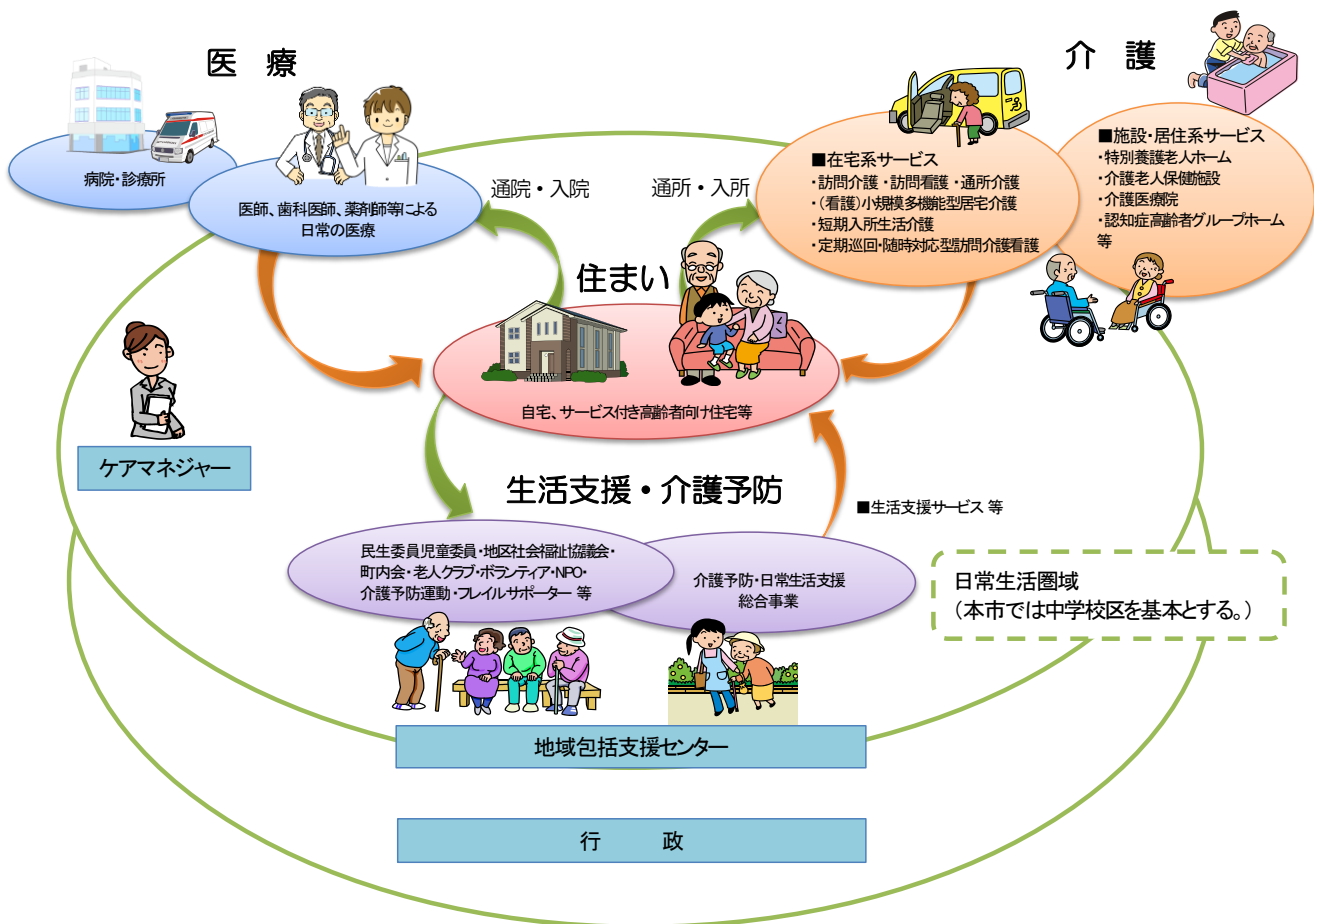 医　療
介　護
病院・診療所
医師、歯科医師、薬剤師等による
日常の医療
通院・入院
通所・入所
■在宅系サービス
・訪問介護・訪問看護・通所介護
・（看護）小規模多機能型居宅介護
・短期入所生活介護
・定期巡回・随時対応型訪問介護看護
■施設・居住系サービス
・特別養護老人ホーム
・介護老人保健施設
・介護医療院
・認知症高齢者グループホーム
等
住まい
自宅、サービス付き高齢者向け住宅等
ケアマネジャー
生活支援・介護予防
■生活支援サービス 等
民生委員児童委員・地区社会福祉協議会・
町内会・老人クラブ・ボランティア・NPO・
介護予防運動・フレイルサポーター 等
介護予防・日常生活支援
総合事業
日常生活圏域
（本市では中学校区を基本とする。）
地域包括支援センター
行　　政